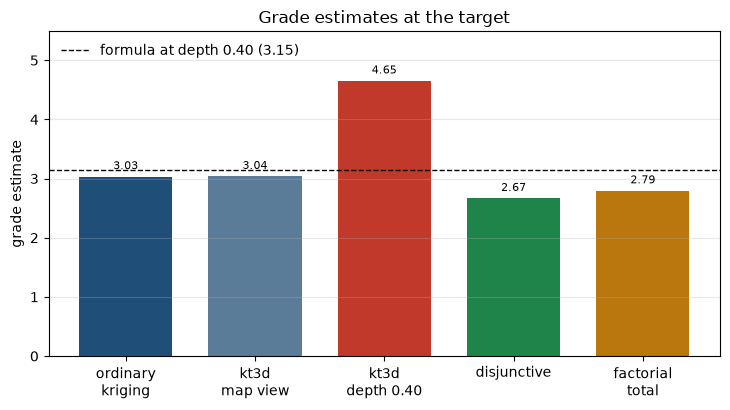 Grade estimates at the target
formula at depth 0.40 (3.15)
grade estimate
5
4
3
2
1
0
3.03
3.04
4.65
2.67
2.79
ordinary
kriging
kt3d
map view
kt3d
depth 0.40
disjunctive
factorial
total